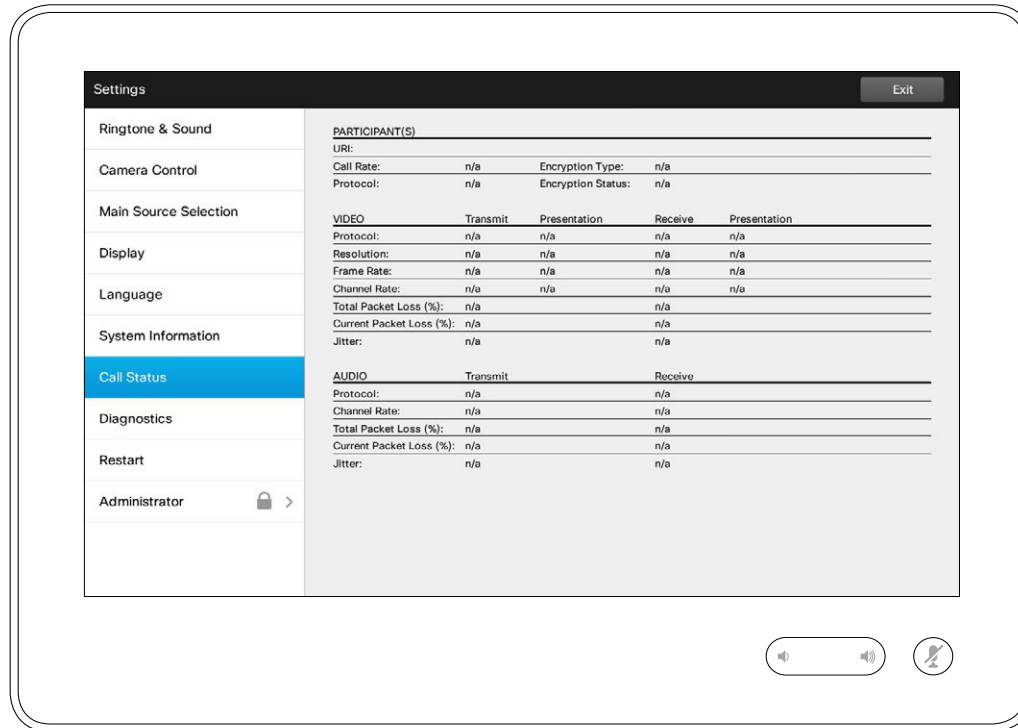 Settings
Exit
Ringtone & Sound
Camera Control
Main Source Selection
Display
Language
System Information
Call Status
Diagnostics
Restart
Administrator
PARTICIPANT(S)
URI:
Call Rate: n/a Encryption Type: n/a
Protocol: n/a Encryption Status: n/a
VIDEO Transmit Presentation Receive Presentation
Protocol: n/a n/a n/a n/a
Resolution: n/a n/a n/a n/a
Frame Rate: n/a n/a n/a n/a
Channel Rate: n/a n/a n/a n/a
Total Packet Loss (%): n/a n/a
Current Packet Loss (%): n/a n/a
Jitter: n/a n/a
AUDIO Transmit Receive
Protocol: n/a n/a
Channel Rate: n/a n/a
Total Packet Loss (%): n/a n/a
Current Packet Loss (%): n/a n/a
Jitter: n/a n/a